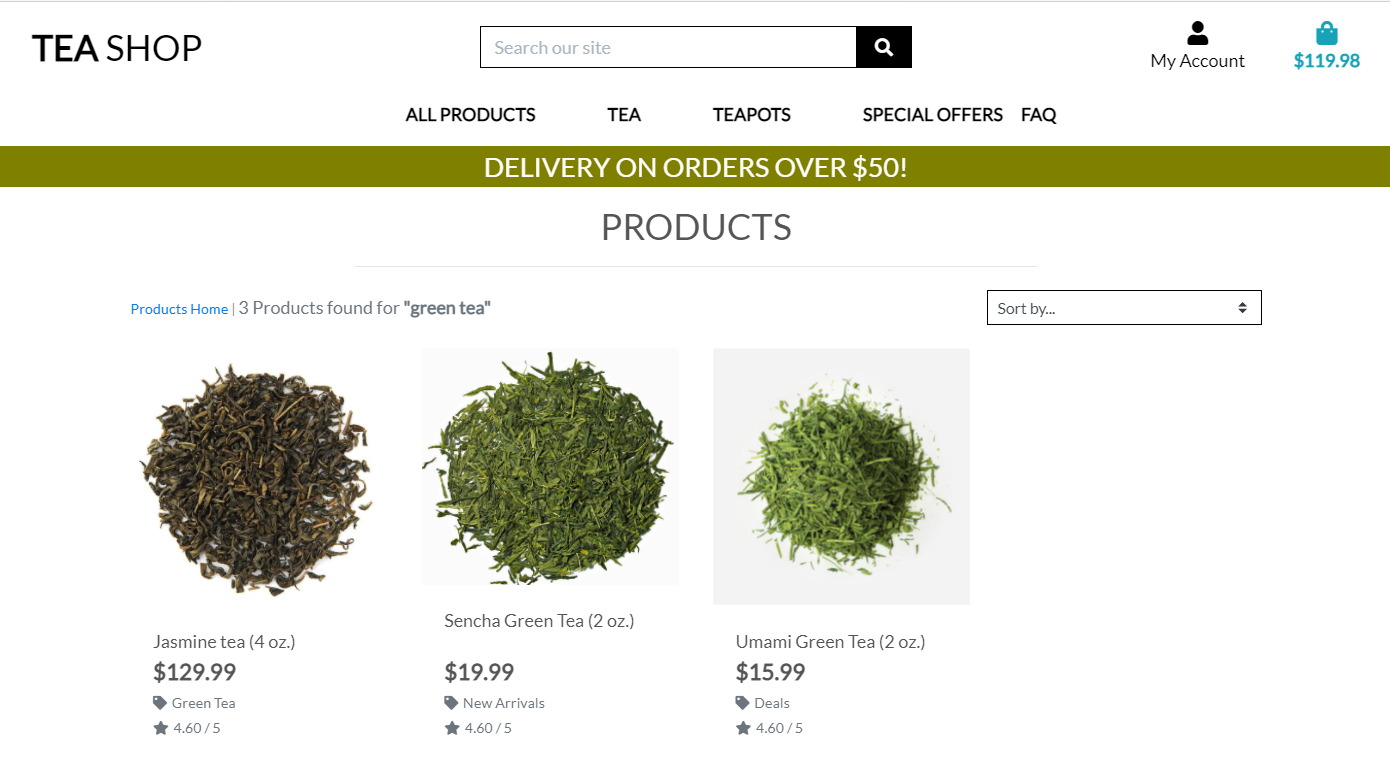 TEA SHOP
Search our site
My Account
$119.98
ALL PRODUCTS TEA TEAPOTS SPECIAL OFFERS FAQ
DELIVERY ON ORDERS OVER $50!
PRODUCTS
Products Home | 3 Products found for "green tea"
Sort by...
Jasmine tea (4 oz.)
$129.99
Green Tea
4.60 / 5
Sencha Green Tea (2 oz.)
$19.99
New Arrivals
4.60 / 5
Umami Green Tea (2 oz.)
$15.99
Deals
4.60 / 5